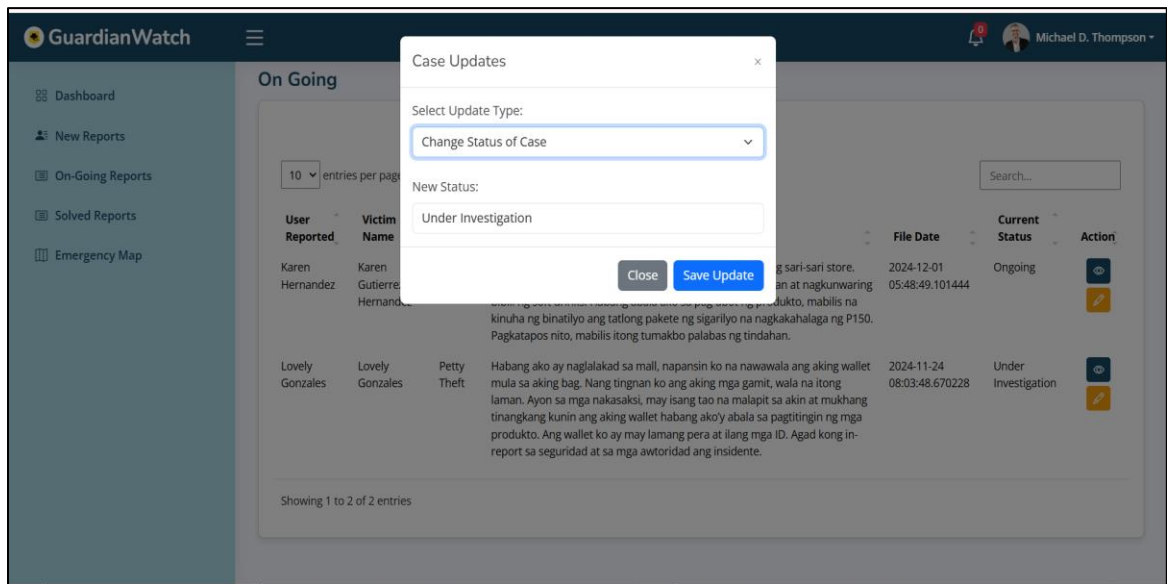 GuardianWatch
0
Michael D. Thompson
Dashboard
New Reports
On-Going Reports
Solved Reports
Emergency Map
On Going
Case Updates
×
Select Update Type:
Change Status of Case
New Status:
Under Investigation
Close
Save Update
10
entries per page
Search...
User Reported
Victim Name
File Date
Current Status
Action
Karen Hernandez
Karen
Gutierre
Hernandez
g sari-sari store.
an at nagkunwaring
produkto, mabilis na
kinuha ng binatilyo ang tatlong pakete ng sigarilyo na nagkakahalaga ng P150.
Pagkatapos nito, mabilis itong tumakbo palabas ng tindahan.
2024-12-01
05:48:49.101444
Ongoing
Lovely
Gonzales
Lovely
Gonzales
Petty
Theft
Habang ako ay naglalakad sa mall, napansin ko na nawawala ang aking wallet
mula sa aking bag. Nang tingnan ko ang aking mga gamit, wala na itong
laman. Ayon sa mga nakasaksi, may isang tao na malapit sa akin at mukhang
tinangkang kunin ang aking wallet habang ako'y abala sa pagtitingin ng mga
produkto. Ang wallet ko ay may lamang pera at ilang mga ID. Agad kong in-
report sa seguridad at sa mga awtoridad ang insidente.
2024-11-24
08:03:48.670228
Under
Investigation
Showing 1 to 2 of 2 entries